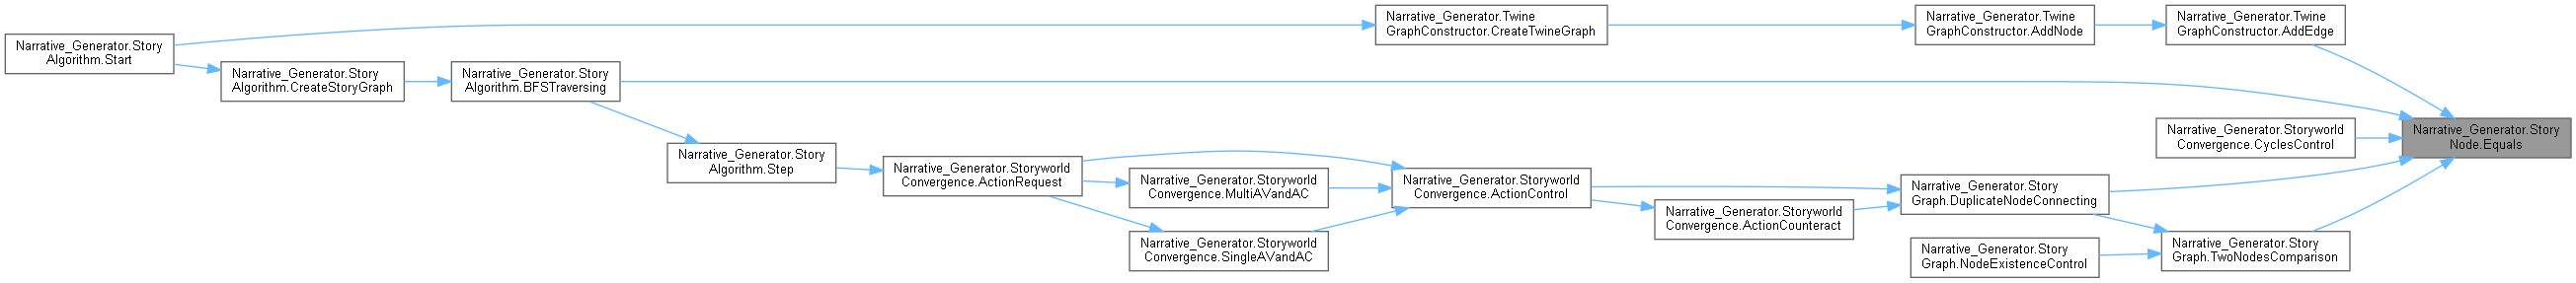 Narrative_Generator.Story
Algorithm.Start
Narrative_Generator.Story
Algorithm.CreateStoryGraph
Narrative_Generator.Story
Algorithm.BFSTraversing
Narrative_Generator.Story
Algorithm.Step
Narrative_Generator.Storyworld
Convergence.ActionRequest
Narrative_Generator.Storyworld
Convergence.MultiAVandAC
Narrative_Generator.Storyworld
Convergence.SingleAVandAC
Narrative_Generator.Twine
GraphConstructor.CreateTwineGraph
Narrative_Generator.Storyworld
Convergence.ActionControl
Narrative_Generator.Storyworld
Convergence.ActionCounteract
Narrative_Generator.Twine
GraphConstructor.AddNode
Narrative_Generator.Story
Graph.DuplicateNodeConnecting
Narrative_Generator.Story
Graph.NodeExistenceControl
Narrative_Generator.Twine
GraphConstructor.AddEdge
Narrative_Generator.Storyworld
Convergence.CyclesControl
Narrative_Generator.Story
Graph.TwoNodesComparison
Narrative_Generator.Story
Node.Equals